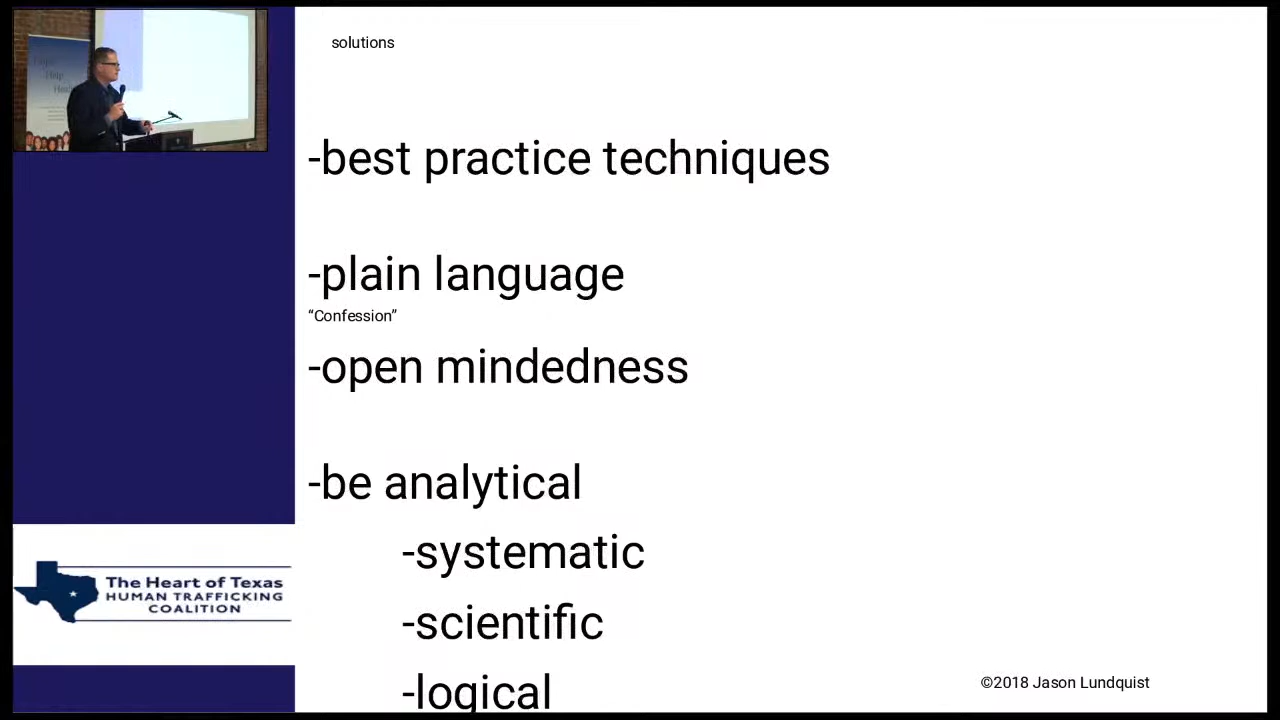 solutions
-best practice techniques
-plain language
“Confession”
-open mindedness
-be analytical
-systematic
-scientific
-logical
©2018 Jason Lundquist
The Heart of Texas
HUMAN TRAFFICKING
COALITION
Help